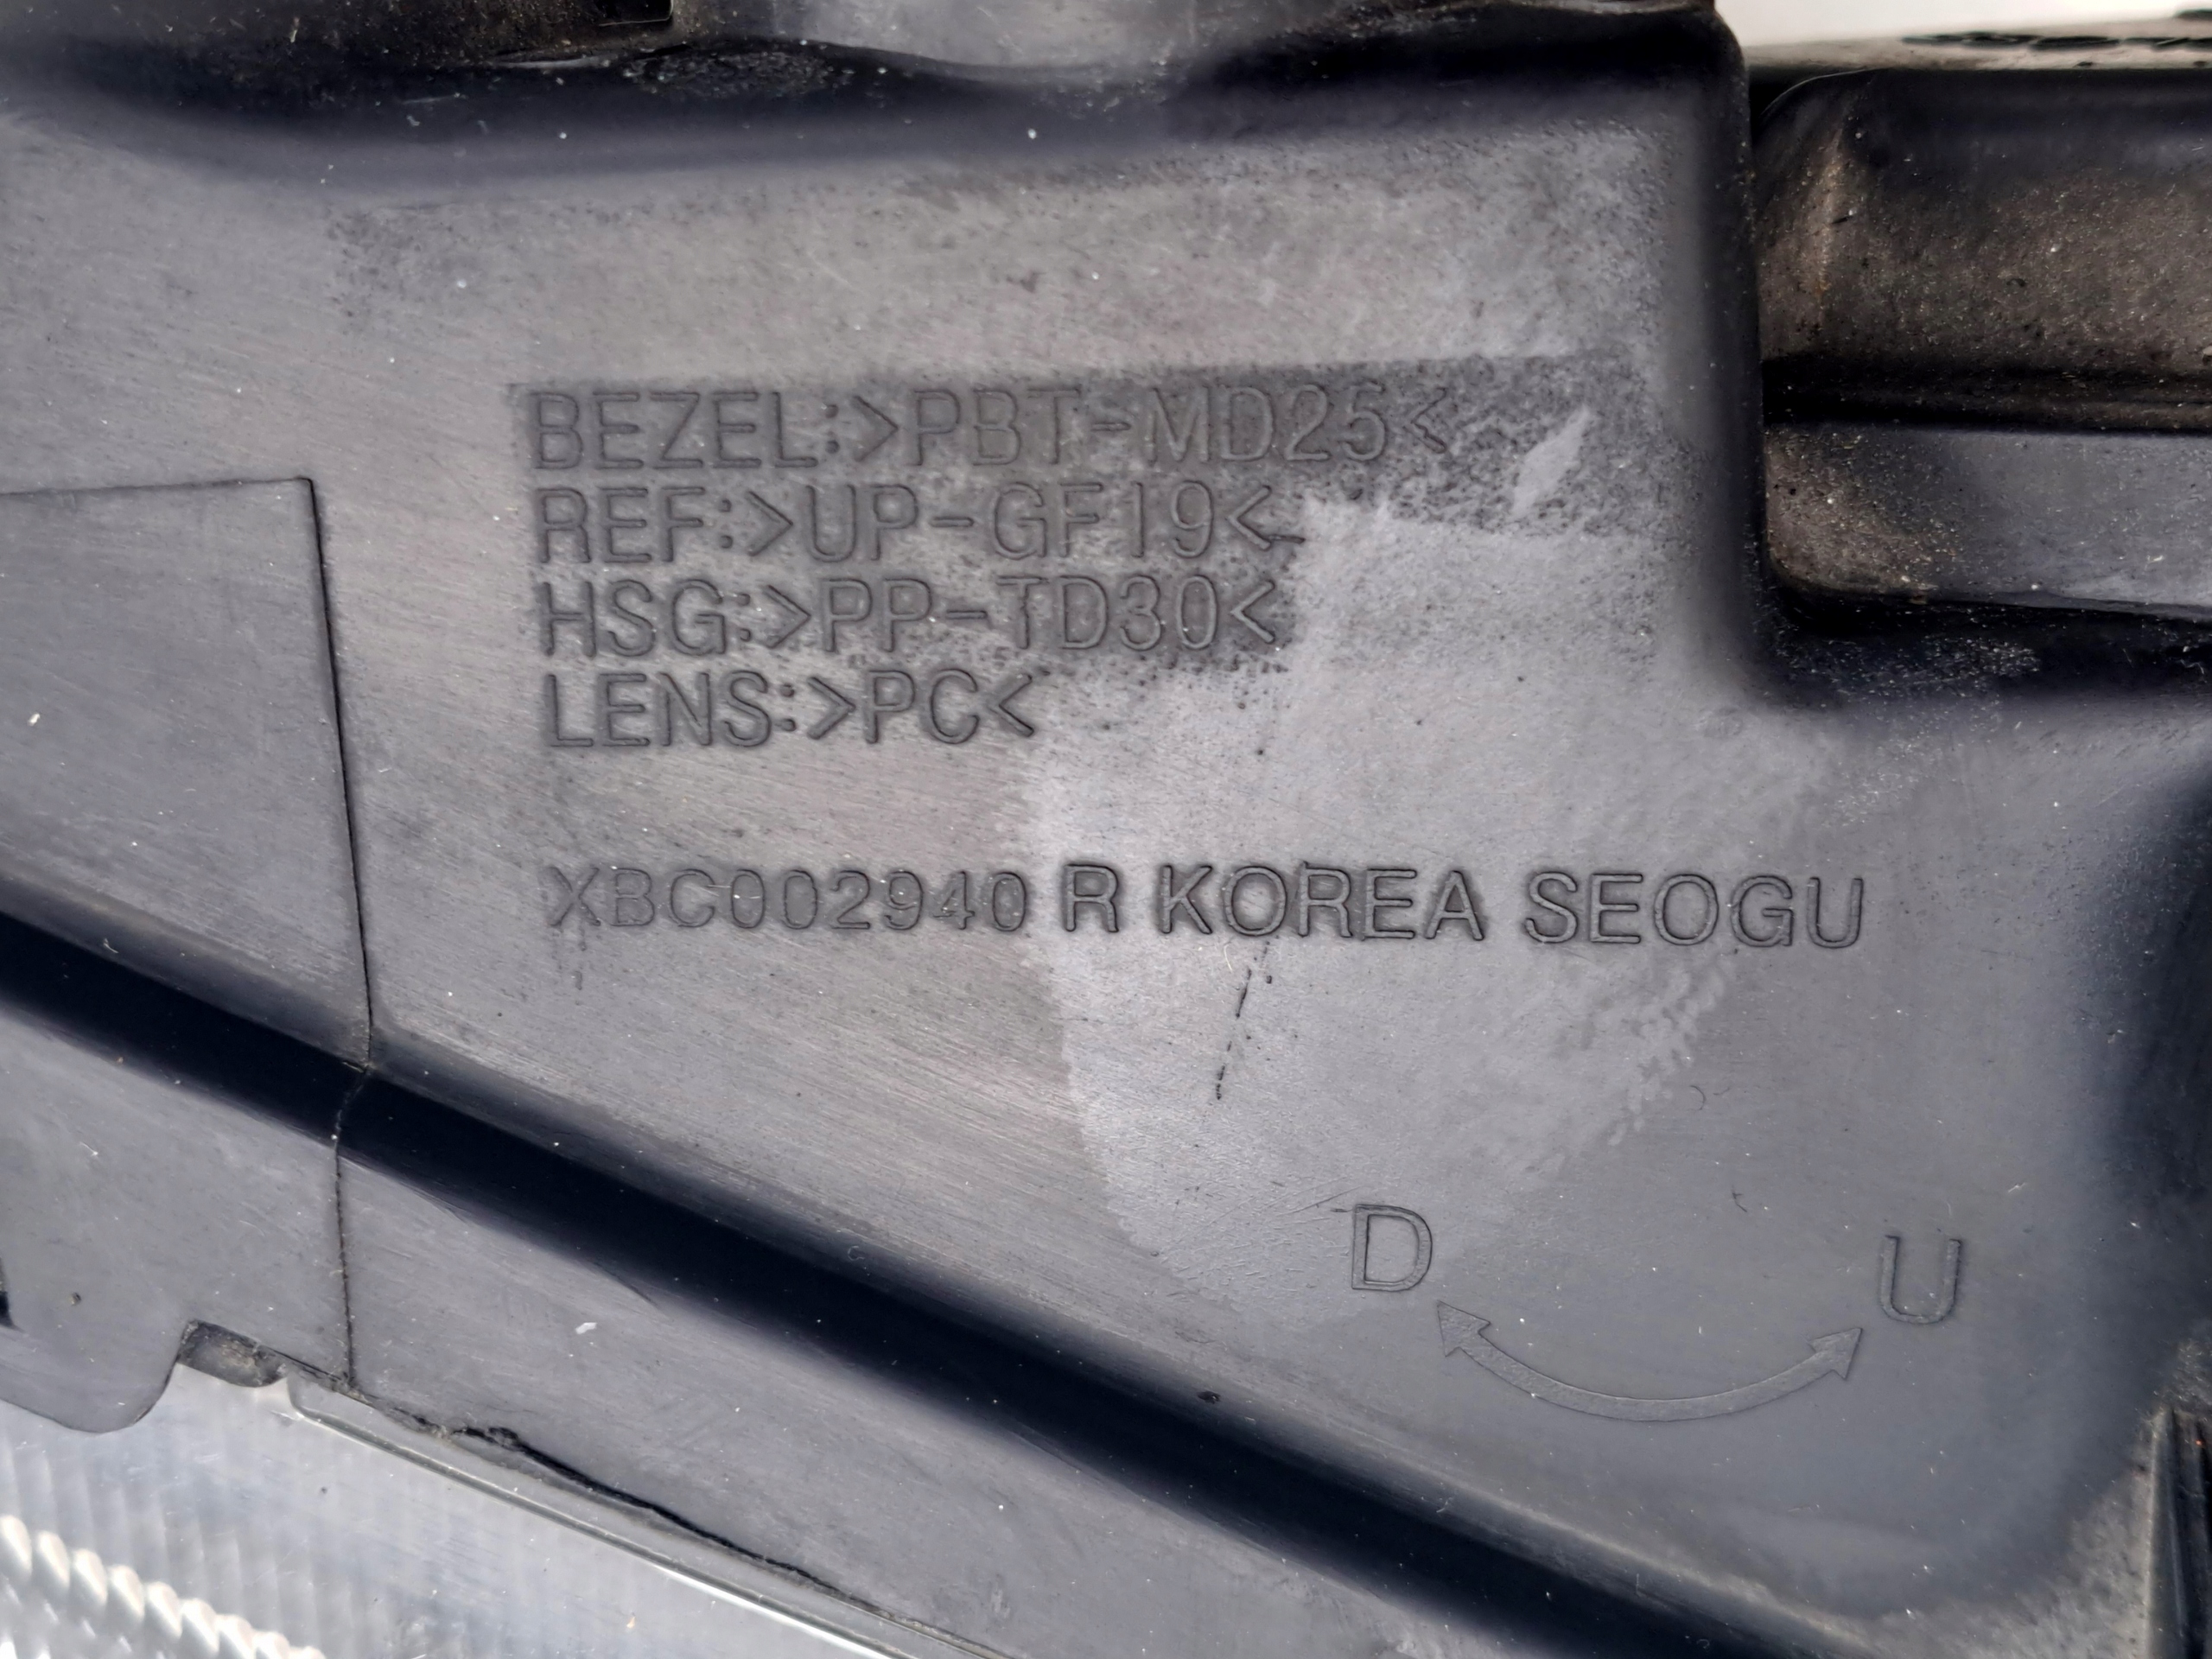 BEZEL:>PBT-MD25<
REF:>UP-GF19<
HSG:>PP-TD30<
LENS:>PC<
XBC002940 R KOREA SEOGU
D U